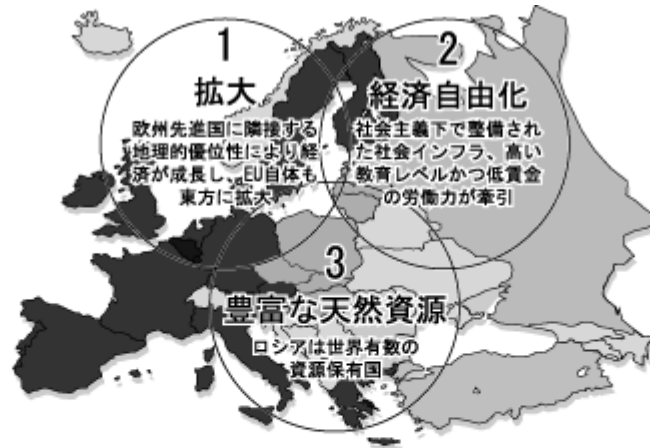 1
拡大
欧州先進国に隣接する
地理的優位性により経
済が成長し、EU自体も
東方に拡大
2
経済自由化
社会主義下で整備され
た社会インフラ、高い
教育レベルかつ低賃金
の労働力が牽引
3
豊富な天然資源
ロシアは世界有数の
資源保有国